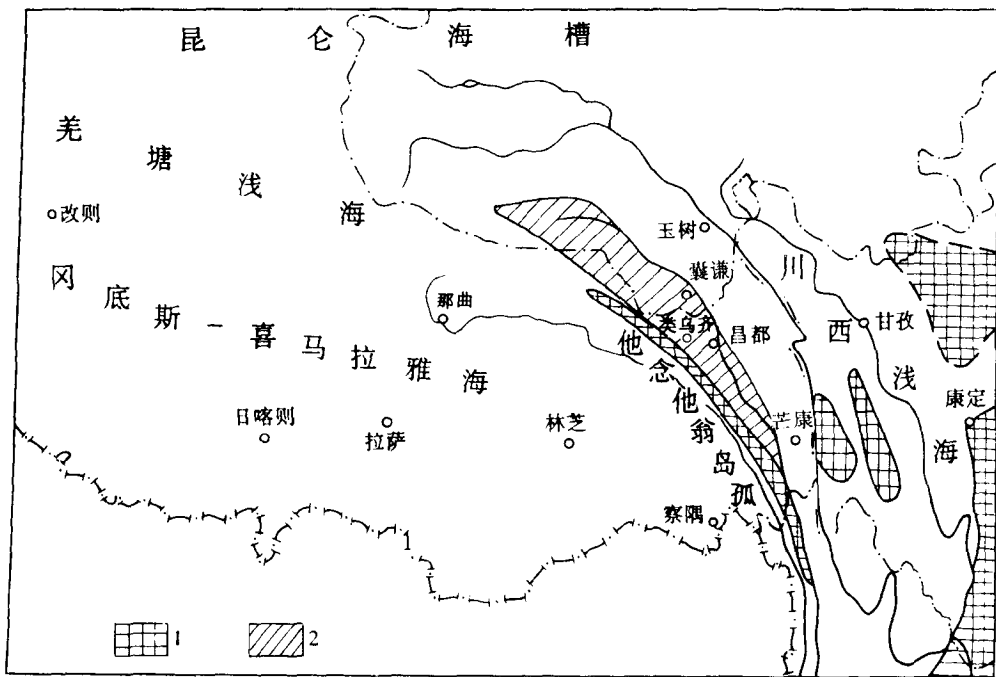 昆仑海槽
羌塘浅海
改则
玉树
川西浅海
囊谦
冈底斯-喜马拉雅海
那曲
类乌齐
昌都
甘孜
他念他翁岛孤
康定
日喀则
拉萨
林芝
芒康
察隅
1
1
2